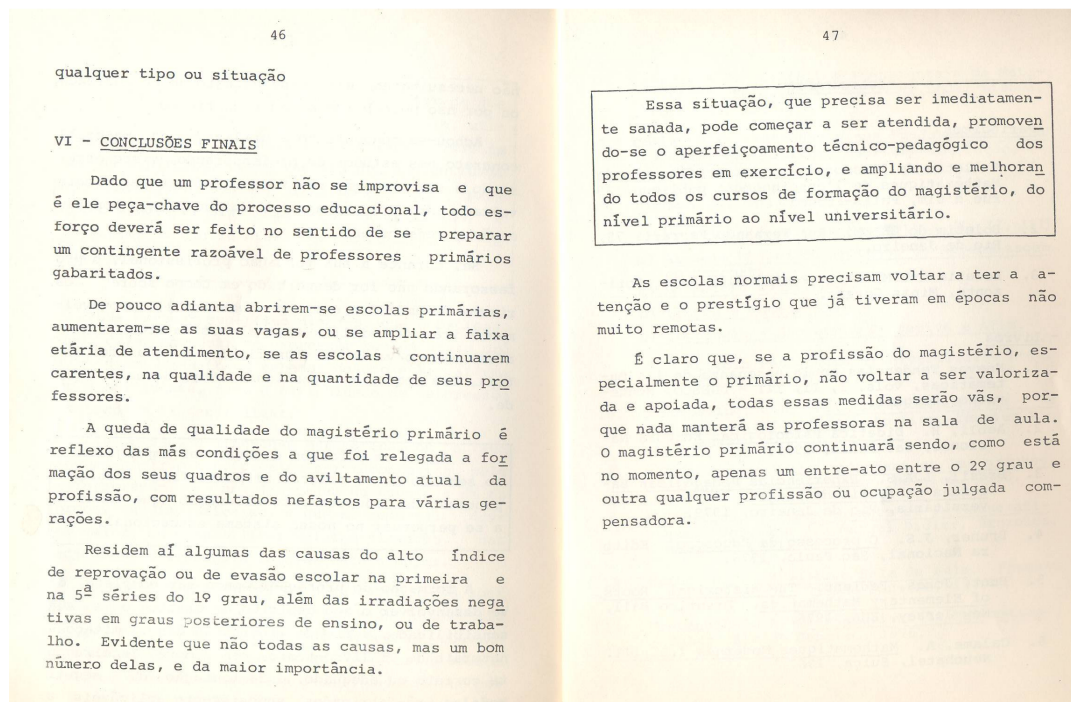 46
qualquer tipo ou situação
VI - CONCLUSÕES FINAIS
Dado que um professor não se improvisa e que
é ele peça-chave do processo educacional, todo es-
forço deverá ser feito no sentido de se preparar
um contingente razoável de professores primários
gabaritados.
De pouco adianta abrirem-se escolas primárias,
aumentarem-se as suas vagas, ou se ampliar a faixa
etária de atendimento, se as escolas continuarem
carentes, na qualidade e na quantidade de seus pro
fessores.
A queda de qualidade do magistério primário é
reflexo das más condições a que foi relegada a for
mação dos seus quadros e do aviltamento atual da
profissão, com resultados nefastos para várias ge-
rações.
Residem aí algumas das causas do alto índice
de reprovação ou de evasão escolar na primeira e
na 5ª séries do 1º grau, além das irradiações nega
tivas em graus posteriores de ensino, ou de traba-
lho. Evidente que não todas as causas, mas um bom
número delas, e da maior importância.
47
Essa situação, que precisa ser imediatamen-
te sanada, pode começar a ser atendida, promoven
do-se o aperfeiçoamento técnico-pedagógico dos
professores em exercício, e ampliando e melhoran
do todos os cursos de formação do magistério, do
nível primário ao nível universitário.
As escolas normais precisam voltar a ter a a-
tenção e o prestígio que já tiveram em épocas não
muito remotas.
É claro que, se a profissão do magistério, es-
pecialmente o primário, não voltar a ser valoriza-
da e apoiada, todas essas medidas serão vãs, por-
que nada manterá as professoras na sala de aula.
O magistério primário continuará sendo, como está
no momento, apenas um entre-ato entre o 2º grau e
outra qualquer profissão ou ocupação julgada com-
pensadora.